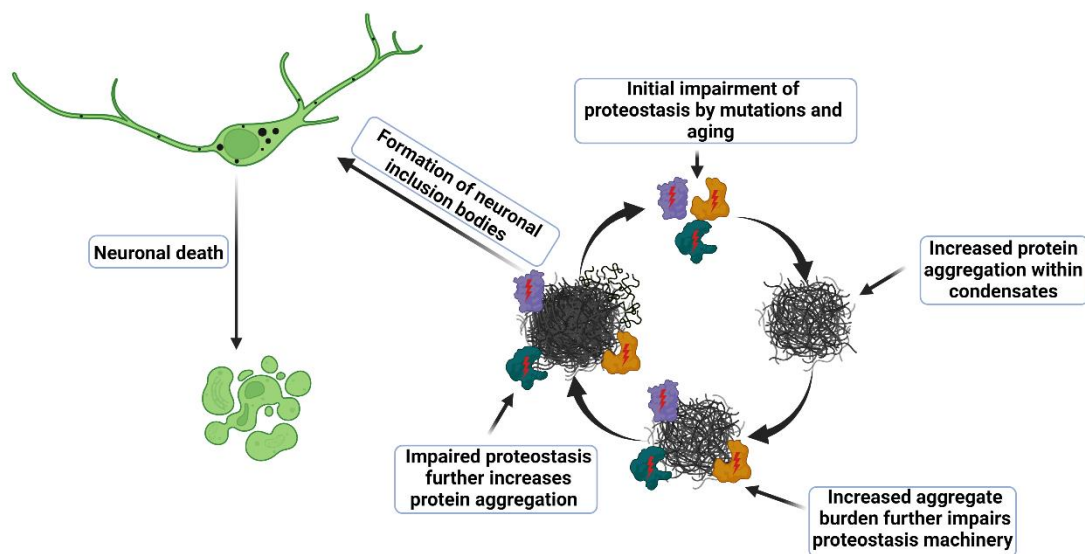 Initial impairment of
proteostasis by mutations and
aging
Formation of neuronal
inclusion bodies
Neuronal death
Increased protein
aggregation within
condensates
Impaired proteostasis
further increases
protein aggregation
Increased aggregate
burden further impairs
proteostasis machinery